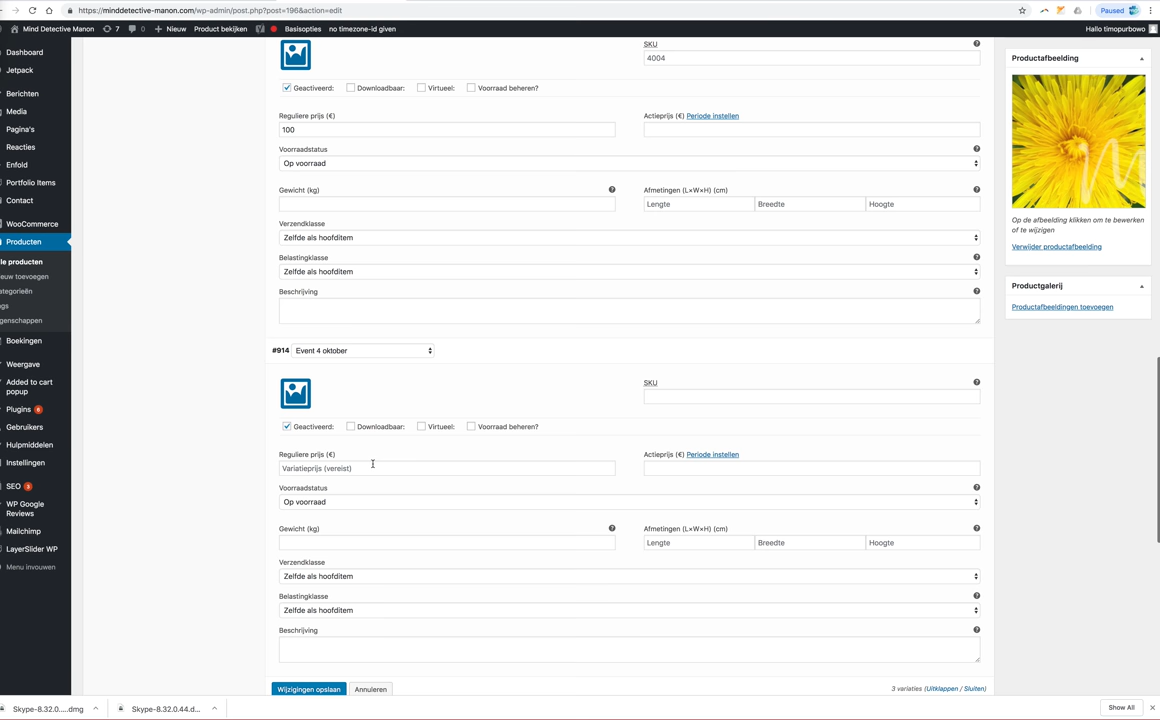 https://minddetective-manon.com/wp-admin/post.php?post=196&action=edit
Paused
Mind Detective Manon 7 0 Nieuw Product bekijken Basisopties no timezone-id given
Hallo timopurbowo
Dashboard
Jetpack
Berichten
Media
Pagina's
Reacties
Enfold
Portfolio Items
Contact
WooCommerce
Producten
lle producten
ieuw toevoegen
ategorieën
ags
igenschappen
Boekingen
Weergave
Added to cart
popup
Plugins 6
Gebruikers
Hulpmiddelen
Instellingen
SEO 3
WP Google
Reviews
Mailchimp
LayerSlider WP
Menu invouwen
SKU
4004
Geactiveerd: Downloadbaar: Virtueel: Voorraad beheren?
Reguliere prijs (€)
100
Actieprijs (€) Periode instellen
Voorraadstatus
Op voorraad
Gewicht (kg)
Afmetingen (L×W×H) (cm)
Lengte Breedte Hoogte
Verzendklasse
Zelfde als hoofditem
Belastingklasse
Zelfde als hoofditem
Beschrijving
#914 Event 4 oktober
SKU
Geactiveerd: Downloadbaar: Virtueel: Voorraad beheren?
Reguliere prijs (€)
Variatieprijs (vereist)
Actieprijs (€) Periode instellen
Voorraadstatus
Op voorraad
Gewicht (kg)
Afmetingen (L×W×H) (cm)
Lengte Breedte Hoogte
Verzendklasse
Zelfde als hoofditem
Belastingklasse
Zelfde als hoofditem
Beschrijving
Wijzigingen opslaan Annuleren
3 variaties (Uitklappen / Sluiten)
Productafbeelding
Op de afbeelding klikken om te bewerken
of te wijzigen
Verwijder productafbeelding
Productgalerij
Productafbeeldingen toevoegen
Skype-8.32.0.....dmg
Skype-8.32.0.44.d...
Show All